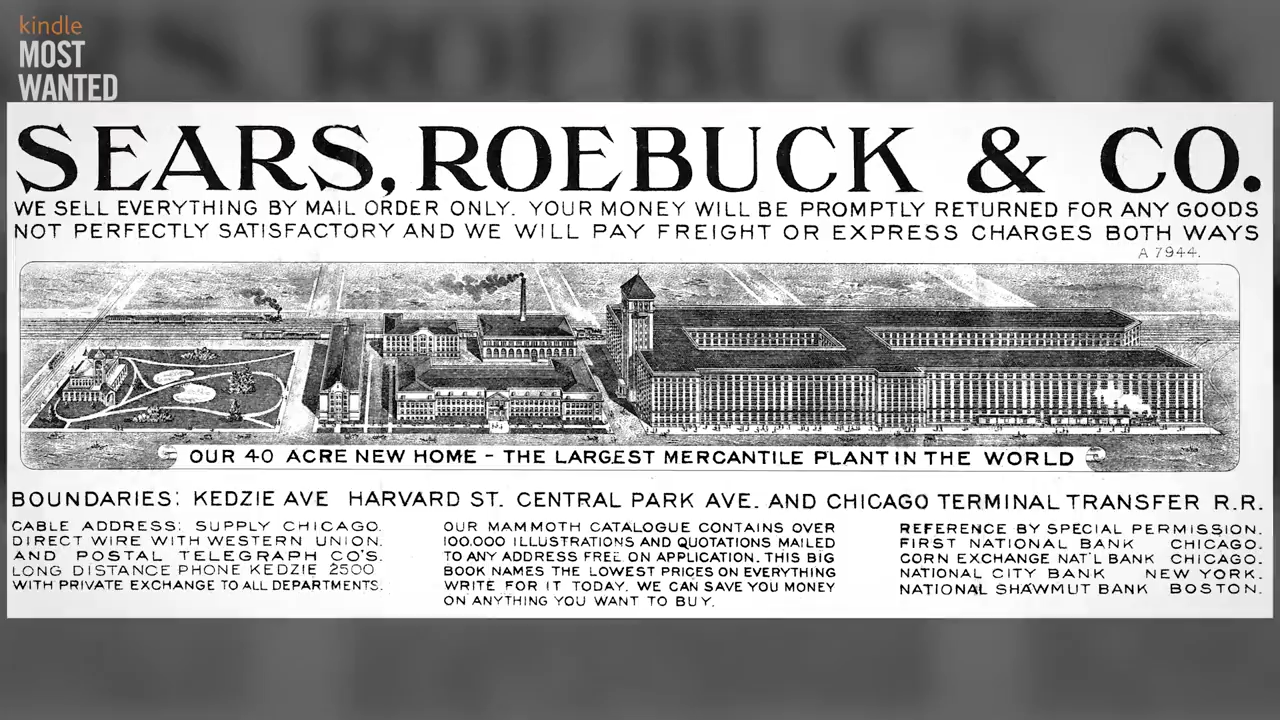 kindle
MOST
WANTED
SEARS, ROEBUCK & CO.
WE SELL EVERYTHING BY MAIL ORDER ONLY. YOUR MONEY WILL BE PROMPTLY RETURNED FOR ANY GOODS
NOT PERFECTLY SATISFACTORY AND WE WILL PAY FREIGHT OR EXPRESS CHARGES BOTH WAYS
A 7944.
OUR 40 ACRE NEW HOME - THE LARGEST MERCANTILE PLANT IN THE WORLD
BOUNDARIES: KEDZIE AVE HARVARD ST. CENTRAL PARK AVE. AND CHICAGO TERMINAL TRANSFER R.R.
CABLE ADDRESS: SUPPLY CHICAGO.
DIRECT WIRE WITH WESTERN UNION.
AND POSTAL TELEGRAPH CO'S.
LONG DISTANCE PHONE KEDZIE 2500
WITH PRIVATE EXCHANGE TO ALL DEPARTMENTS.
OUR MAMMOTH CATALOGUE CONTAINS OVER
100.000 ILLUSTRATIONS AND QUOTATIONS MAILED
TO ANY ADDRESS FREE ON APPLICATION. THIS BIG
BOOK NAMES THE LOWEST PRICES ON EVERYTHING
WRITE FOR IT TODAY. WE CAN SAVE YOU MONEY
ON ANYTHING YOU WANT TO BUY.
REFERENCE BY SPECIAL PERMISSION.
FIRST NATIONAL BANK CHICAGO.
CORN EXCHANGE NAT'L BANK CHICAGO.
NATIONAL CITY BANK NEW YORK.
NATIONAL SHAWMUT BANK BOSTON.